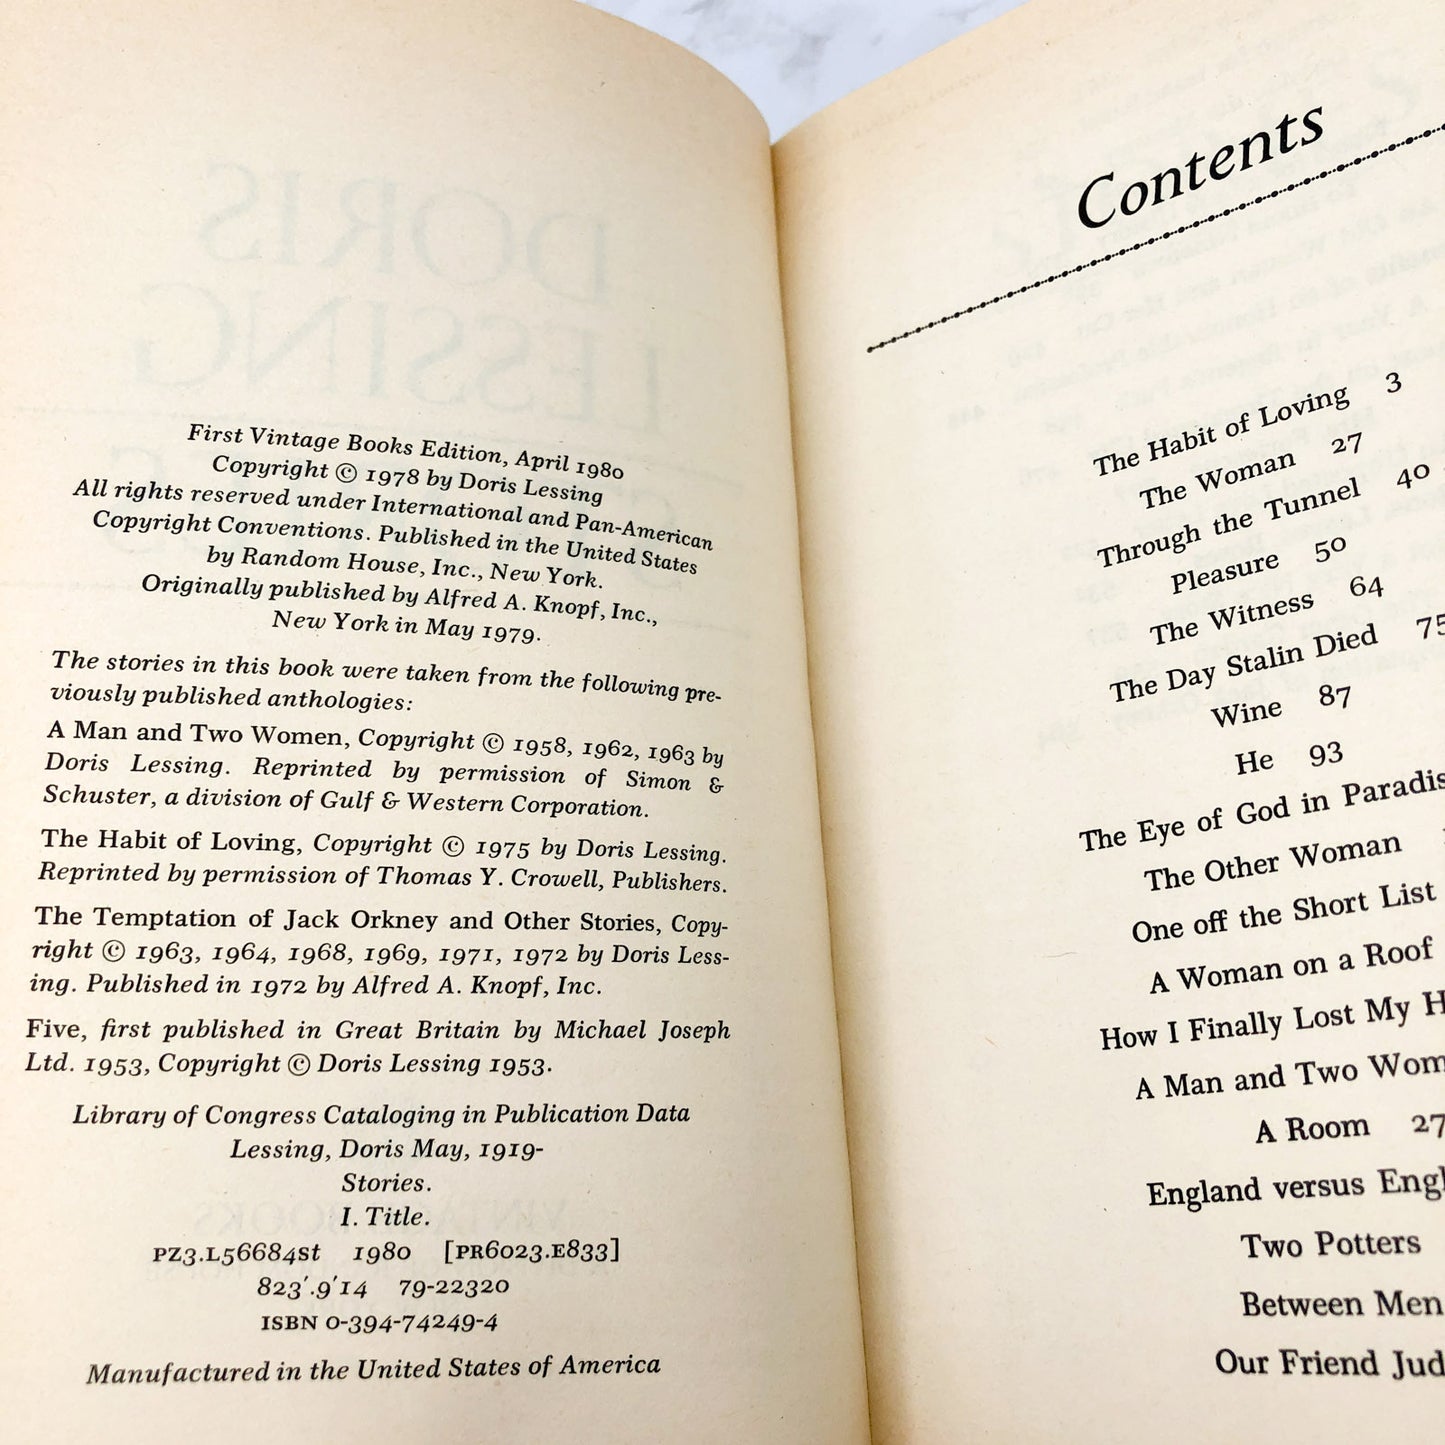 First Vintage Books Edition, April 1980
Copyright © 1978 by Doris Lessing
All rights reserved under International and Pan-American
Copyright Conventions. Published in the United States
by Random House, Inc., New York.
Originally published by Alfred A. Knopf, Inc.,
New York in May 1979.
The stories in this book were taken from the following pre-
viously published anthologies:
A Man and Two Women, Copyright © 1958, 1962, 1963 by
Doris Lessing. Reprinted by permission of Simon &
Schuster, a division of Gulf & Western Corporation.
The Habit of Loving, Copyright © 1975 by Doris Lessing.
Reprinted by permission of Thomas Y. Crowell, Publishers.
The Temptation of Jack Orkney and Other Stories, Copy-
right © 1963, 1964, 1968, 1969, 1971, 1972 by Doris Less-
ing. Published in 1972 by Alfred A. Knopf, Inc.
Five, first published in Great Britain by Michael Joseph
Ltd. 1953, Copyright © Doris Lessing 1953.
Library of Congress Cataloging in Publication Data
Lessing, Doris May, 1919-
Stories.
I. Title.
PZ3.L56684St 1980 [PR6023.E833]
823'.9'14 79-22320
ISBN 0-394-74249-4
Manufactured in the United States of America
Contents
The Habit of Loving 3
The Woman 27
Through the Tunnel 40
Pleasure 50
The Witness 64
The Day Stalin Died 75
Wine 87
He 93
The Eye of God in Paradis
The Other Woman
One off the Short List
A Woman on a Roof
How I Finally Lost My H
A Man and Two Wom
A Room 27
England versus Engl
Two Potters
Between Men
Our Friend Jud